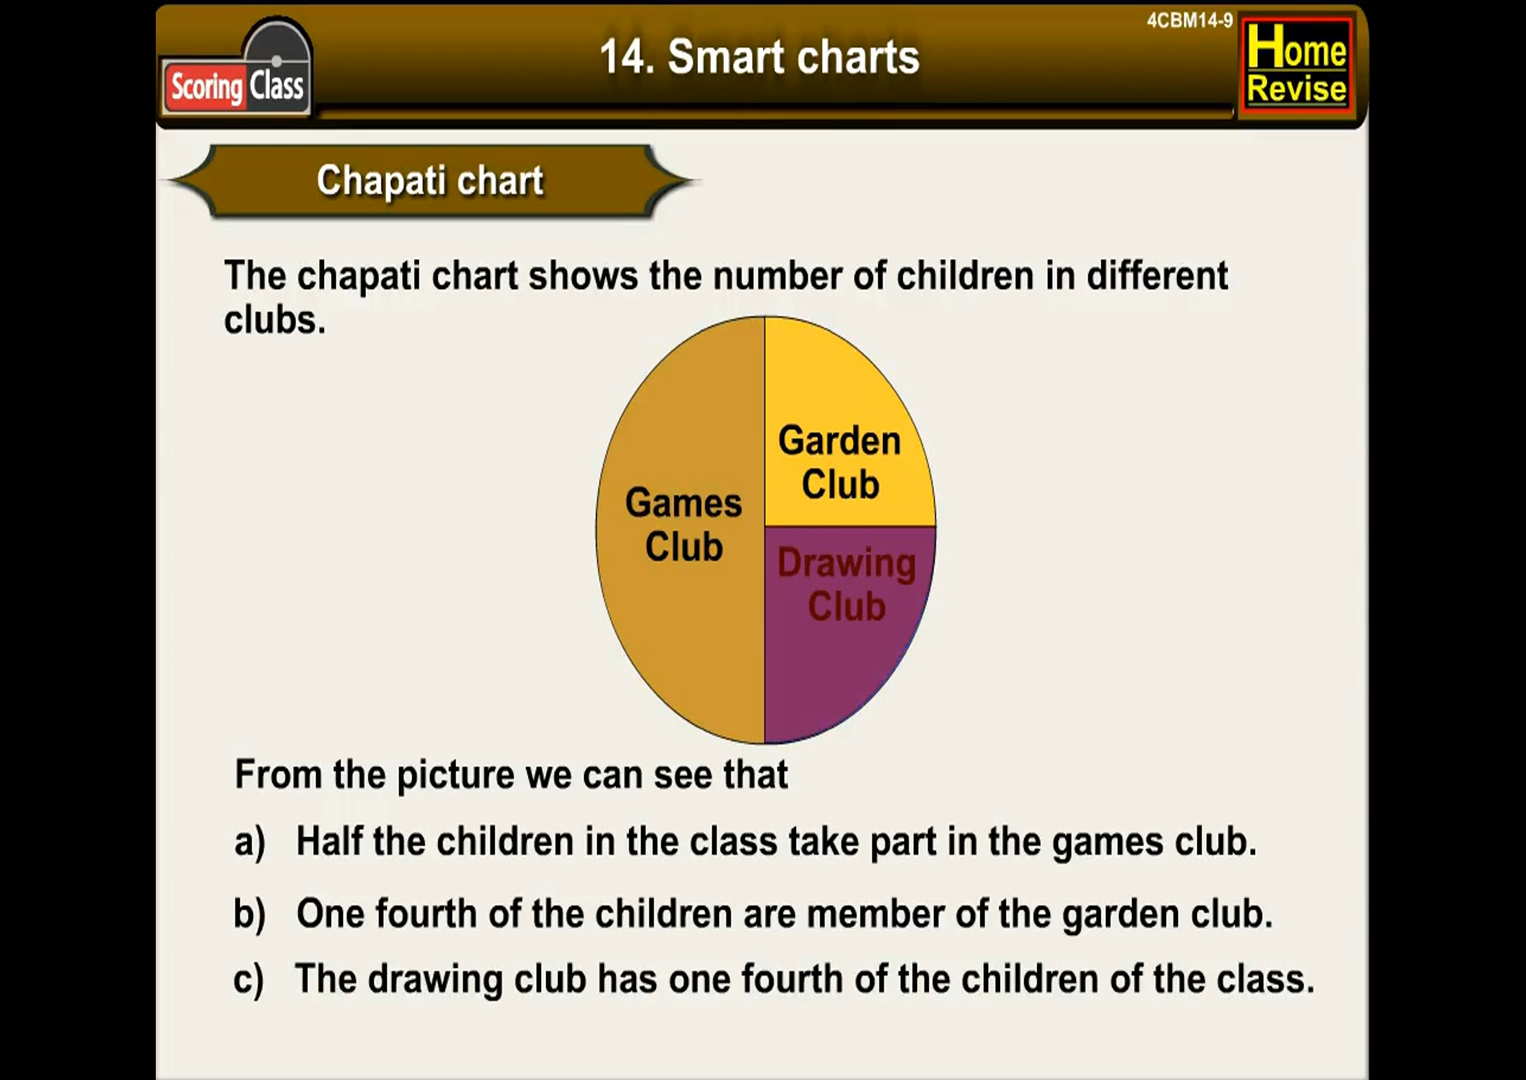 4CBM14-9
Scoring Class
14. Smart charts
Home
Revise
Chapati chart
The chapati chart shows the number of children in different
clubs.
Garden
Club
Games
Club
Drawing
Club
From the picture we can see that
a) Half the children in the class take part in the games club.
b) One fourth of the children are member of the garden club.
c) The drawing club has one fourth of the children of the class.